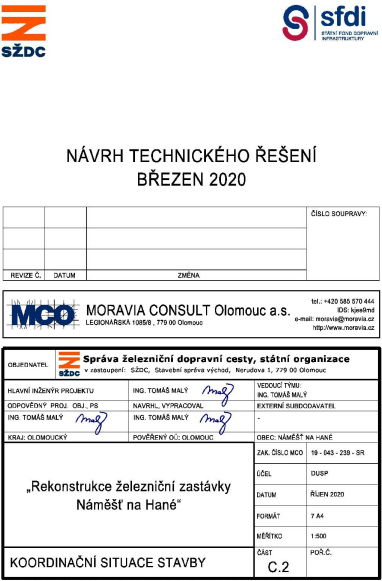 SŽDC
sfdi
STÁTNÍ FOND DOPRAVNÍ
INFRASTRUKTURY
NÁVRH TECHNICKÉHO ŘEŠENÍ
BŘEZEN 2020
ČÍSLO SOUPRAVY:
REVIZE Č. DATUM ZMĚNA
MCO
MORAVIA CONSULT Olomouc a.s.
LEGIONÁŘSKÁ 1085/8 , 779 00 Olomouc
tel.: +420 585 570 444
IDS: kjee9md
e-mail: moravia@moravia.cz
http://www.moravia.cz
OBJEDNATEL
SŽDC
Správa železniční dopravní cesty, státní organizace
v zastoupení: SŽDC, Stavební správa východ, Nerudova 1, 779 00 Olomouc
HLAVNÍ INŽENÝR PROJEKTU ING. TOMÁŠ MALÝ
VEDOUCÍ TÝMU:
ING. TOMÁŠ MALÝ
ODPOVĚDNÝ PROJ. OBJ., PS NAVRHL, VYPRACOVAL EXTERNÍ SUBDODAVATEL
ING. TOMÁŠ MALÝ ING. TOMÁŠ MALÝ -
KRAJ: OLOMOUCKÝ POVĚŘENÝ OÚ: OLOMOUC OBEC: NÁMĚŠŤ NA HANÉ
ZAK. ČÍSLO MCO 19 - 043 - 239 - SR
ÚČEL DUSP
„Rekonstrukce železniční zastávky
Náměšť na Hané“
DATUM ŘÍJEN 2020
FORMÁT 7 A4
MĚŘÍTKO 1:500
KOORDINAČNÍ SITUACE STAVBY
ČÁST POŘ.Č.
C.2